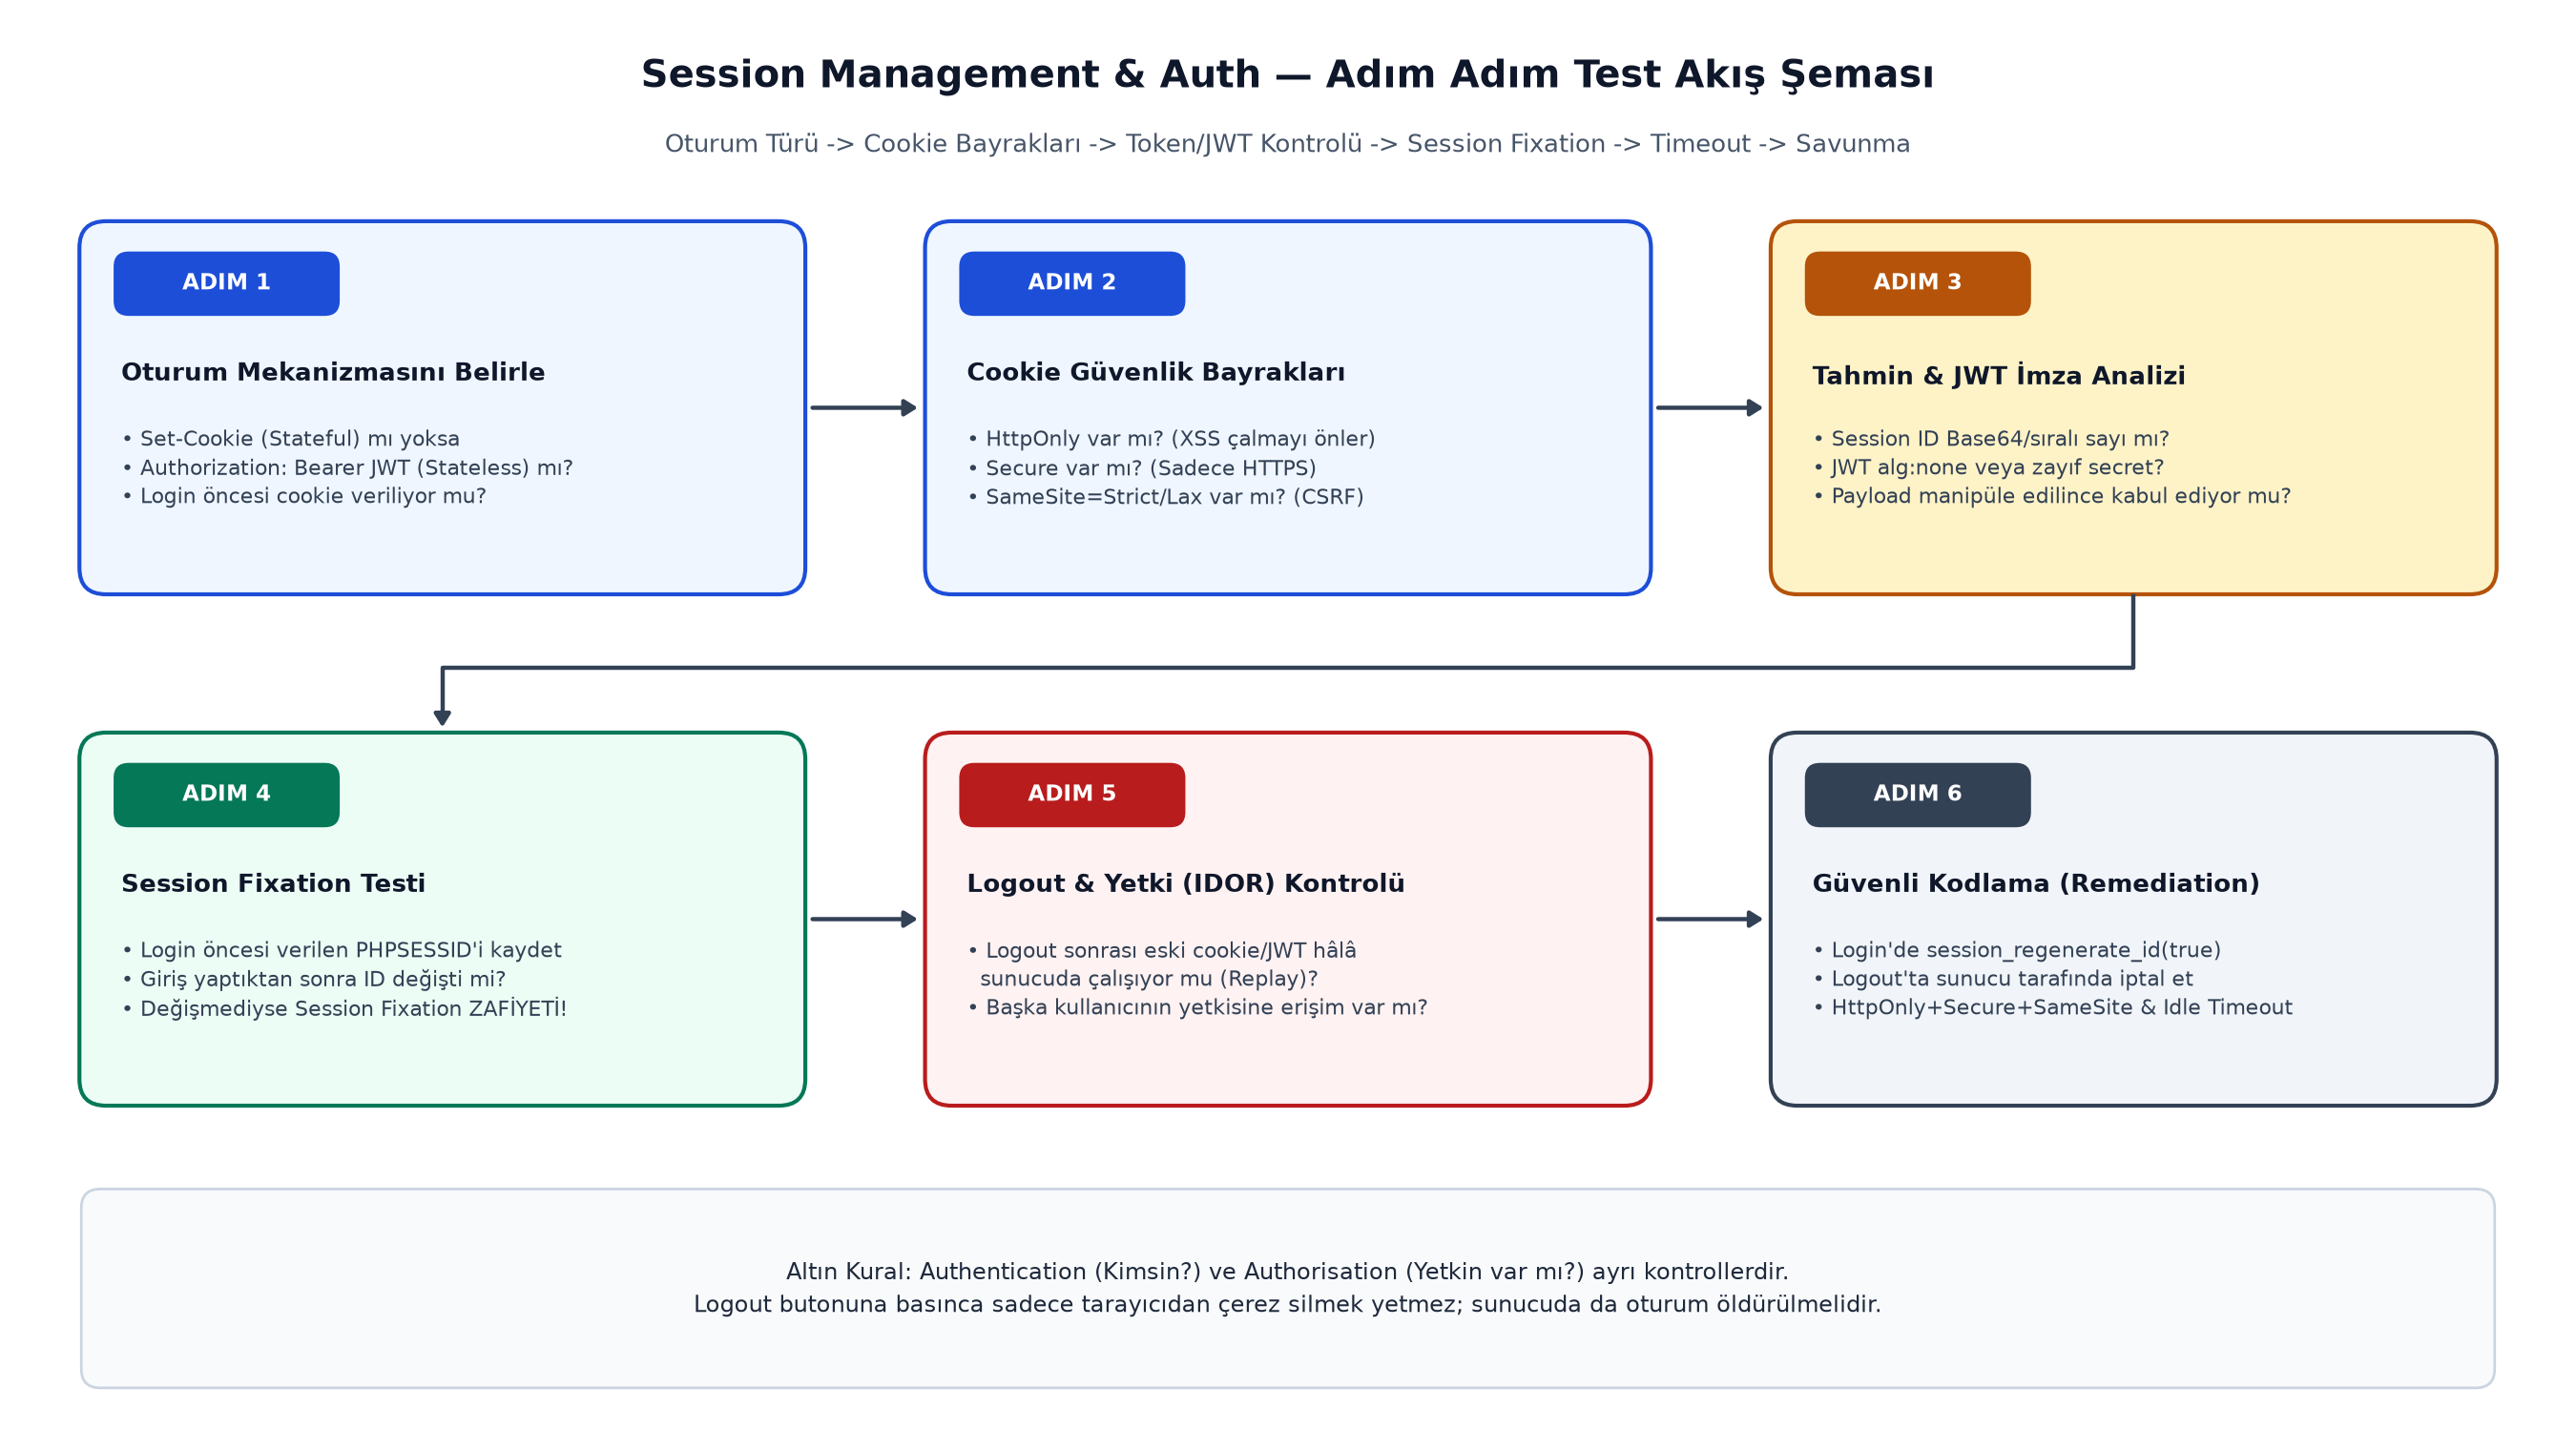 Session Management & Auth — Adım Adım Test Akış Şeması
Oturum Türü -> Cookie Bayrakları -> Token/JWT Kontrolü -> Session Fixation -> Timeout -> Savunma
ADIM 1
Oturum Mekanizmasını Belirle
• Set-Cookie (Stateful) mı yoksa
• Authorization: Bearer JWT (Stateless) mı?
• Login öncesi cookie veriliyor mu?
ADIM 2
Cookie Güvenlik Bayrakları
• HttpOnly var mı? (XSS çalmayı önler)
• Secure var mı? (Sadece HTTPS)
• SameSite=Strict/Lax var mı? (CSRF)
ADIM 3
Tahmin & JWT İmza Analizi
• Session ID Base64/sıralı sayı mı?
• JWT alg:none veya zayıf secret?
• Payload manipüle edilince kabul ediyor mu?
ADIM 4
Session Fixation Testi
• Login öncesi verilen PHPSESSID'i kaydet
• Giriş yaptıktan sonra ID değişti mi?
• Değişmediyse Session Fixation ZAFİYETİ!
ADIM 5
Logout & Yetki (IDOR) Kontrolü
• Logout sonrası eski cookie/JWT hâlâ
sunucuda çalışıyor mu (Replay)?
• Başka kullanıcının yetkisine erişim var mı?
ADIM 6
Güvenli Kodlama (Remediation)
• Login'de session_regenerate_id(true)
• Logout'ta sunucu tarafında iptal et
• HttpOnly+Secure+SameSite & Idle Timeout
Altın Kural: Authentication (Kimsin?) ve Authorisation (Yetkin var mı?) ayrı kontrollerdir.
Logout butonuna basınca sadece tarayıcıdan çerez silmek yetmez; sunucuda da oturum öldürülmelidir.